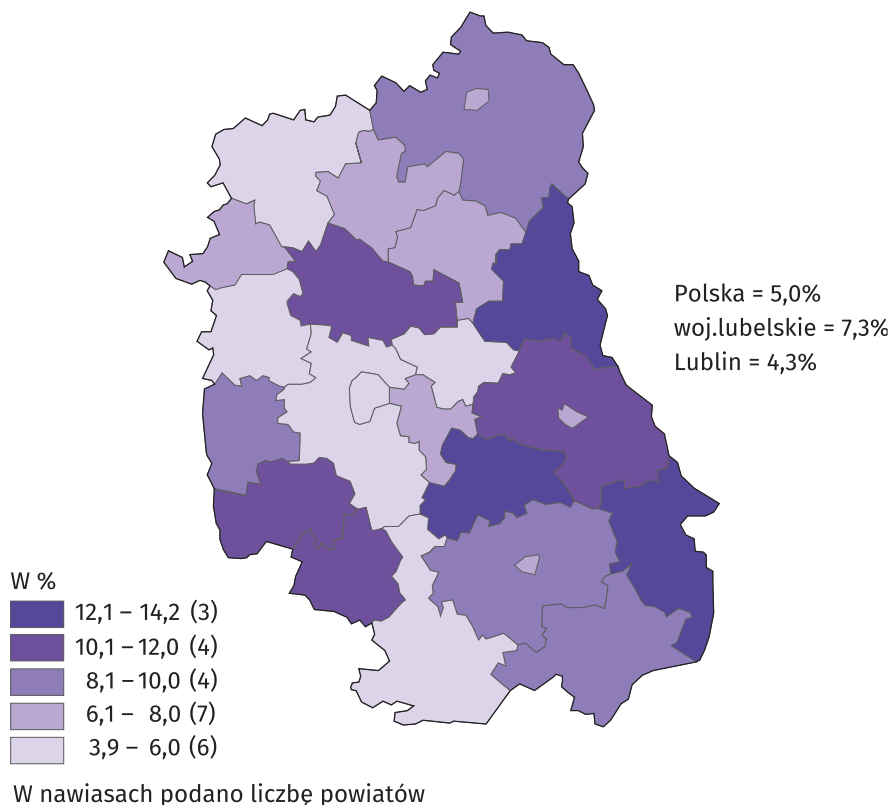 Polska = 5,0%
woj.lubelskie = 7,3%
Lublin = 4,3%
W %
12,1 – 14,2 (3)
10,1 – 12,0 (4)
8,1 – 10,0 (4)
6,1 – 8,0 (7)
3,9 – 6,0 (6)
W nawiasach podano liczbę powiatów